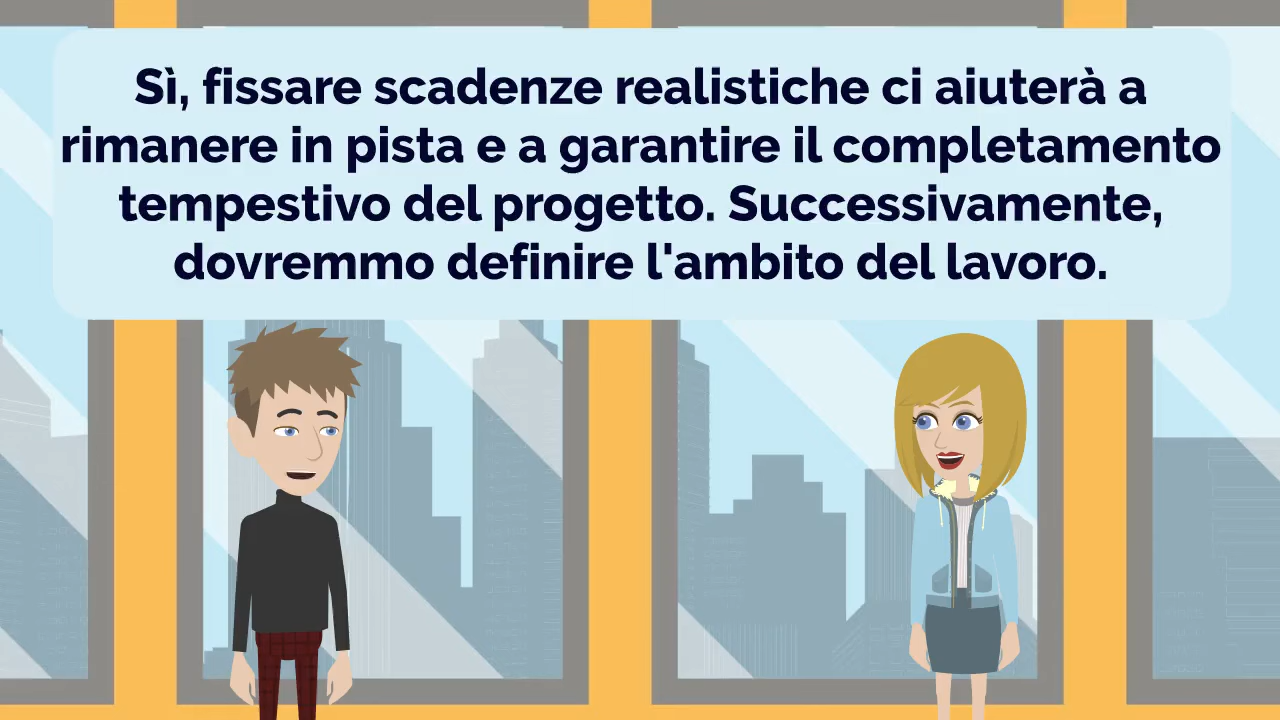 Sì, fissare scadenze realistiche ci aiuterà a
rimanere in pista e a garantire il completamento
tempestivo del progetto. Successivamente,
dovremmo definire l'ambito del lavoro.